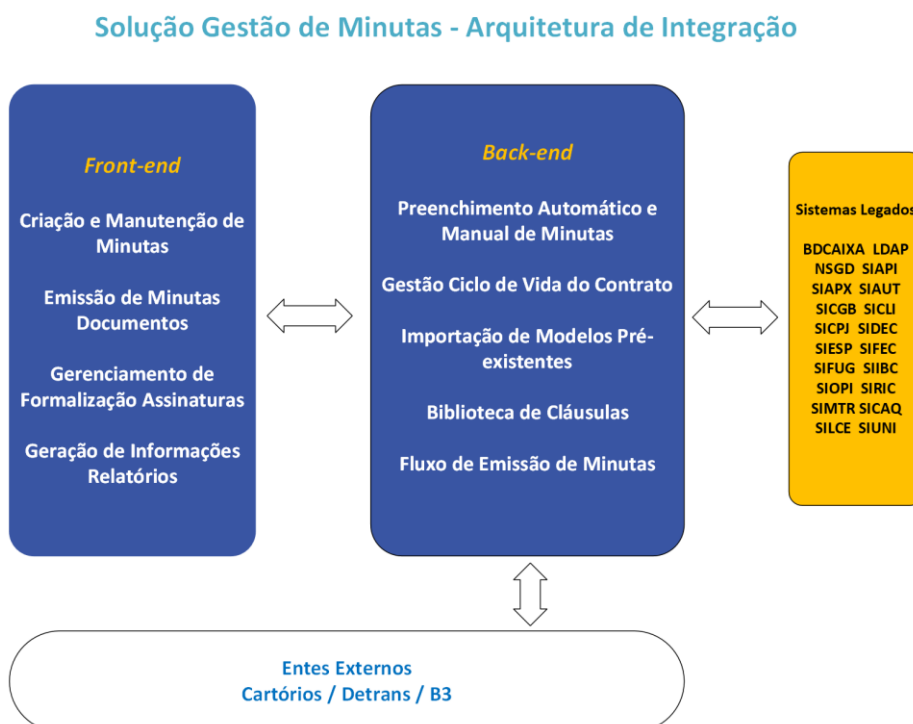 Solução Gestão de Minutas - Arquitetura de Integração
Front-end
Criação e Manutenção de
Minutas
Emissão de Minutas
Documentos
Gerenciamento de
Formalização Assinaturas
Geração de Informações
Relatórios
Back-end
Preenchimento Automático e
Manual de Minutas
Gestão Ciclo de Vida do Contrato
Importação de Modelos Pré-
existentes
Biblioteca de Cláusulas
Fluxo de Emissão de Minutas
Sistemas Legados
BDCAIXA LDAP
NSGD SIAPI
SIAPX SIAUT
SICGB SICLI
SICPJ SIDEC
SIESP SIFEC
SIFUG SIIBC
SIOPI SIRIC
SIMTR SICAQ
SILCE SIUNI
Entes Externos
Cartórios / Detrans / B3